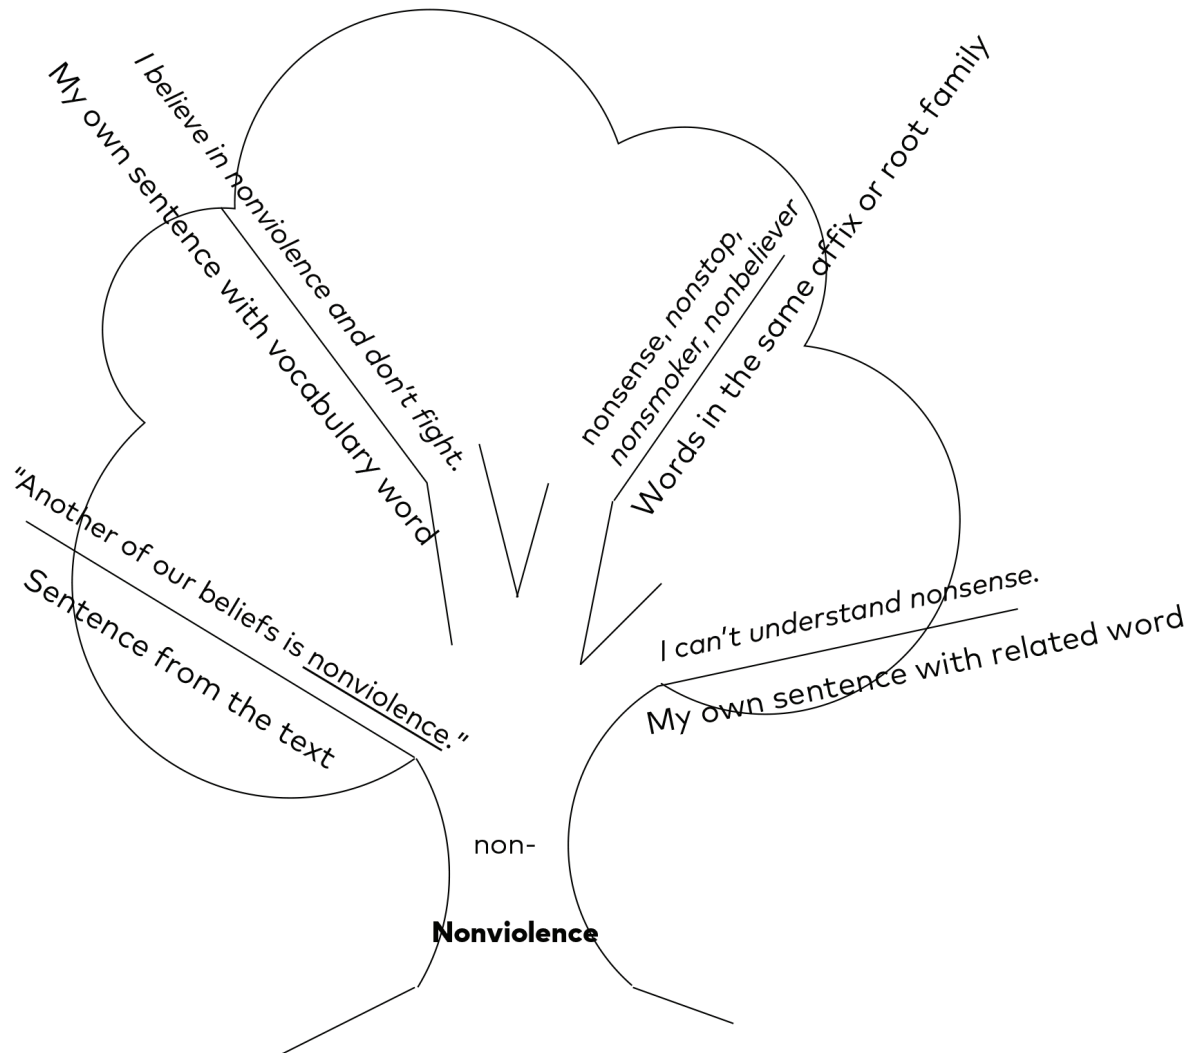 I believe in nonviolence and don't fight.
My own sentence with vocabulary word
nonsense, nonstop,
nonsmoker, nonbeliever
Words in the same affix or root family
"Another of our beliefs is nonviolence."
Sentence from the text
I can't understand nonsense.
My own sentence with related word
non-
Nonviolence